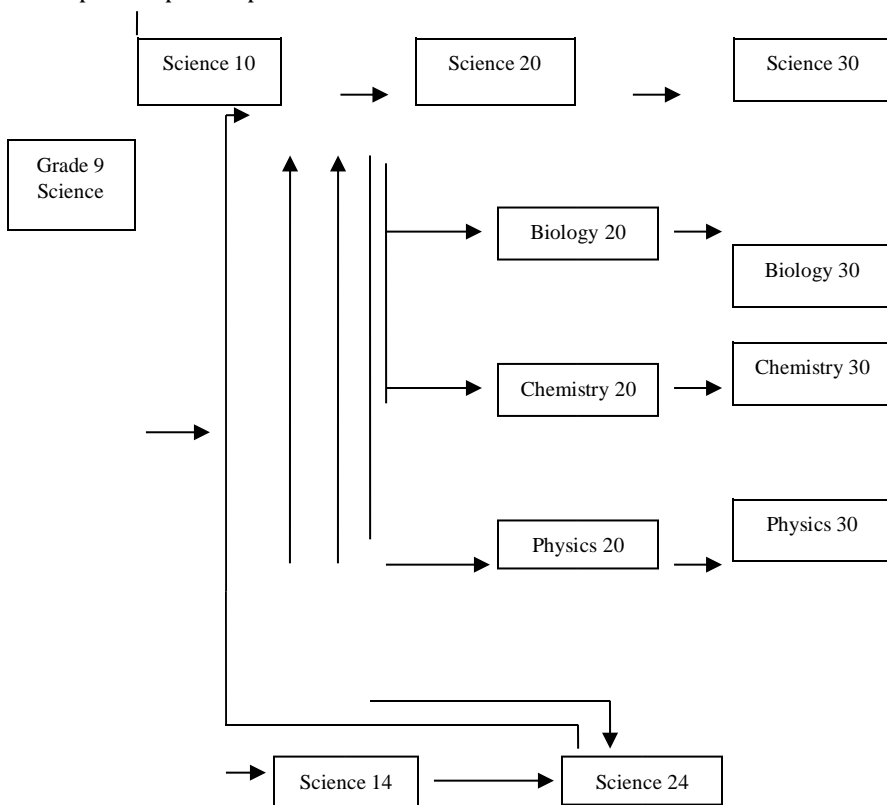 Science 10
Science 20
Science 30
Grade 9
Science
Biology 20
Biology 30
Chemistry 30
Chemistry 20
Physics 30
Physics 20
Science 14
Science 24